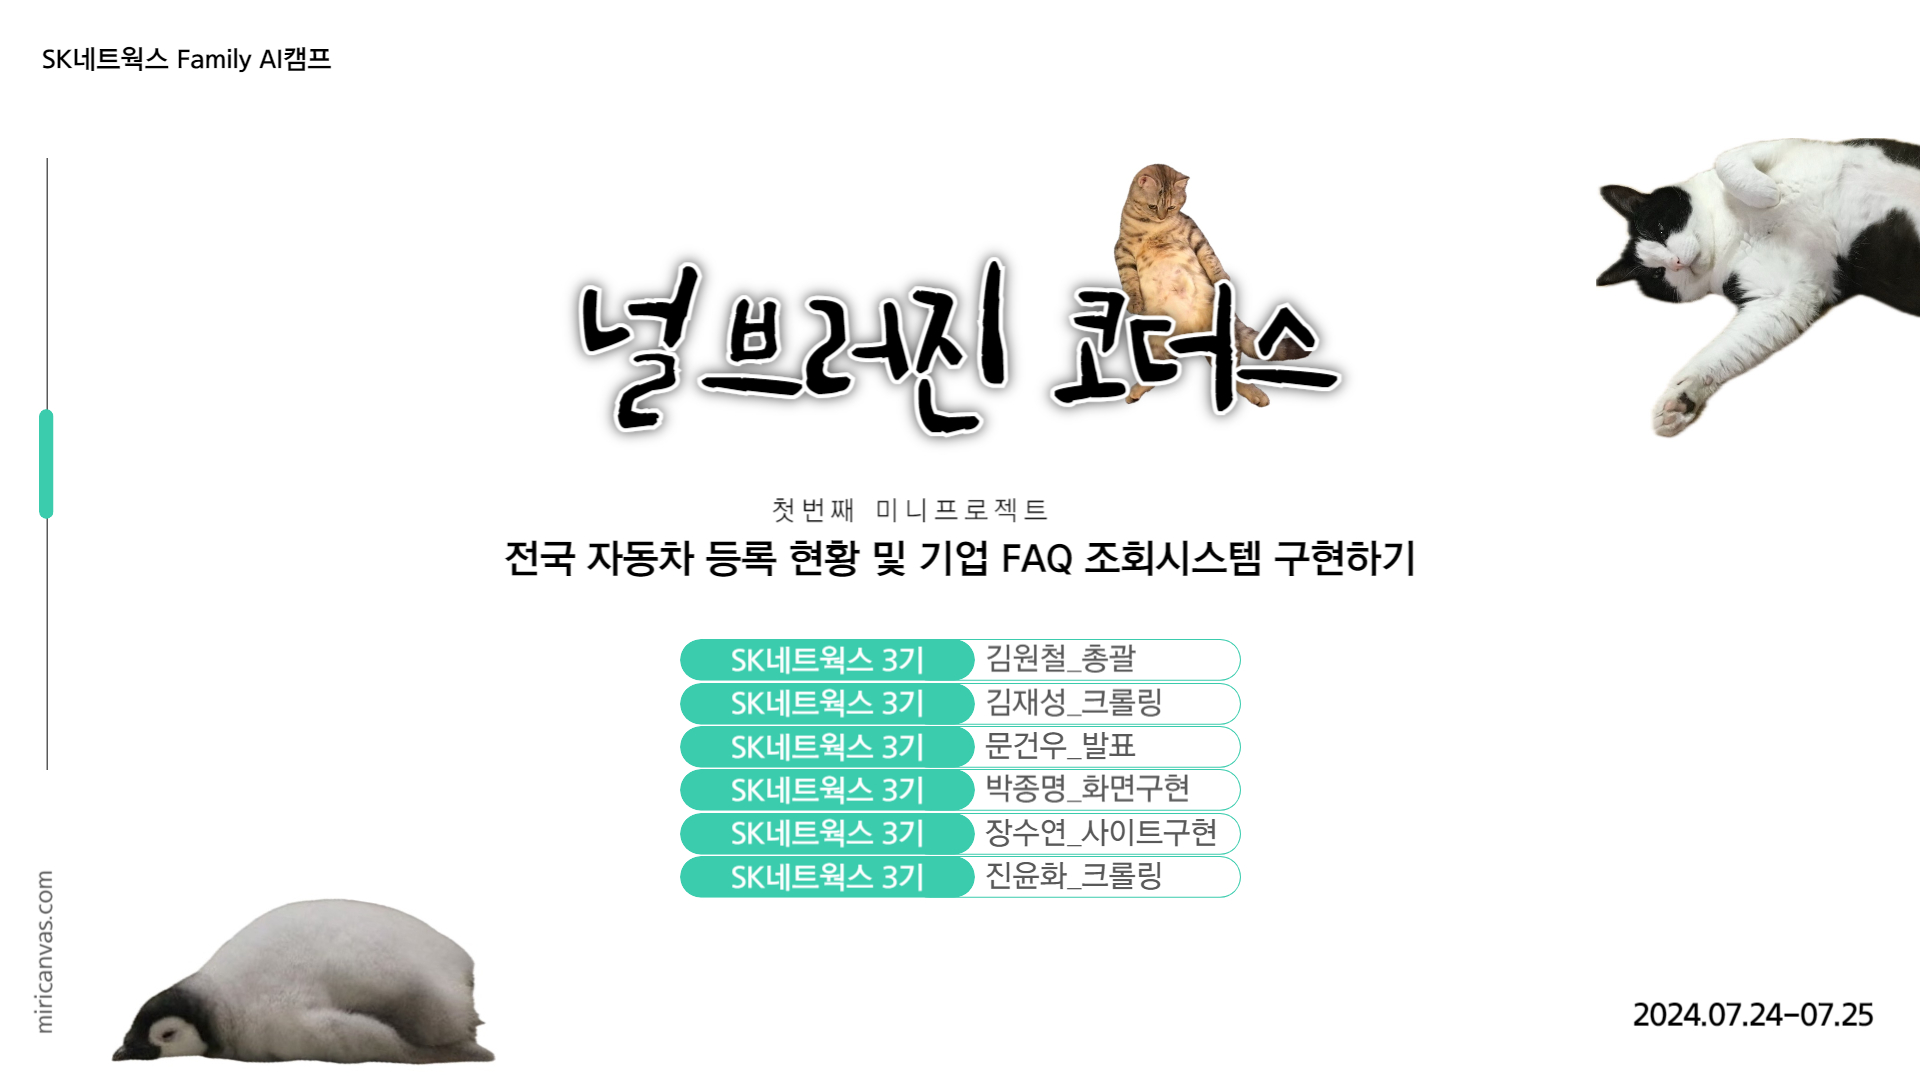 SK네트웍스 Family AI캠프
널브러진 코더스
첫번째 미니프로젝트
전국 자동차 등록 현황 및 기업 FAQ 조회시스템 구현하기
SK네트웍스 3기 김원철_총괄
SK네트웍스 3기 김재성_크롤링
SK네트웍스 3기 문건우_발표
SK네트웍스 3기 박종명_화면구현
SK네트웍스 3기 장수연_사이트구현
SK네트웍스 3기 진윤화_크롤링
miricanvas.com
2024.07.24-07.25